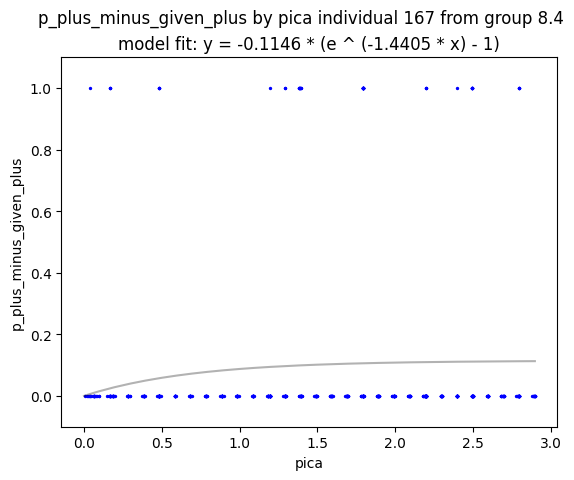 p_plus_minus_given_plus by pica individual 167 from group 8.4
model fit: y = -0.1146 * (e ^ (-1.4405 * x) - 1)
p_plus_minus_given_plus
1.0
0.8
0.6
0.4
0.2
0.0
0.0 0.5 1.0 1.5 2.0 2.5 3.0
pica